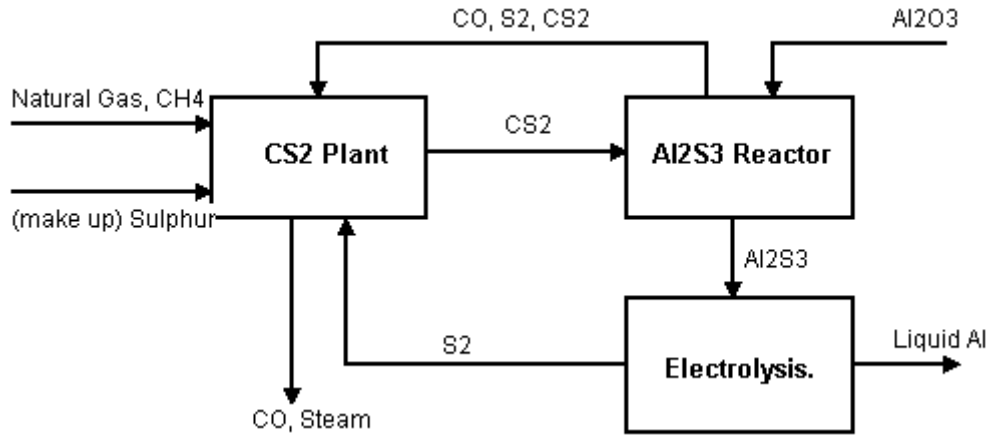 CO, S2, CS2
Al2O3
Natural Gas, CH4
CS2
CS2 Plant
Al2S3 Reactor
(make up) Sulphur
Al2S3
S2
Liquid Al
Electrolysis.
CO, Steam